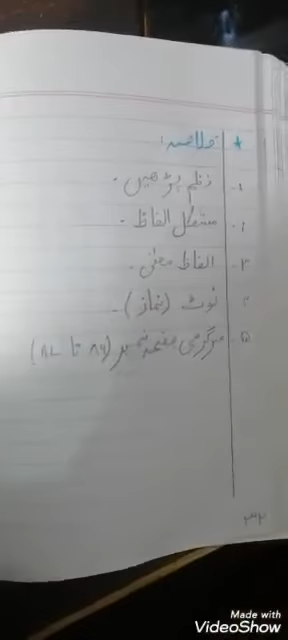 * خلاصہ:
۱. نظم پڑھیں۔
۲. مشکل الفاظ۔
۳. الفاظ معنی۔
۴. نوٹ (نماز)۔
۵. سرگرمی صفحہ نمبر (۸۶ تا ۸۷)
۳۲
Made with
VideoShow